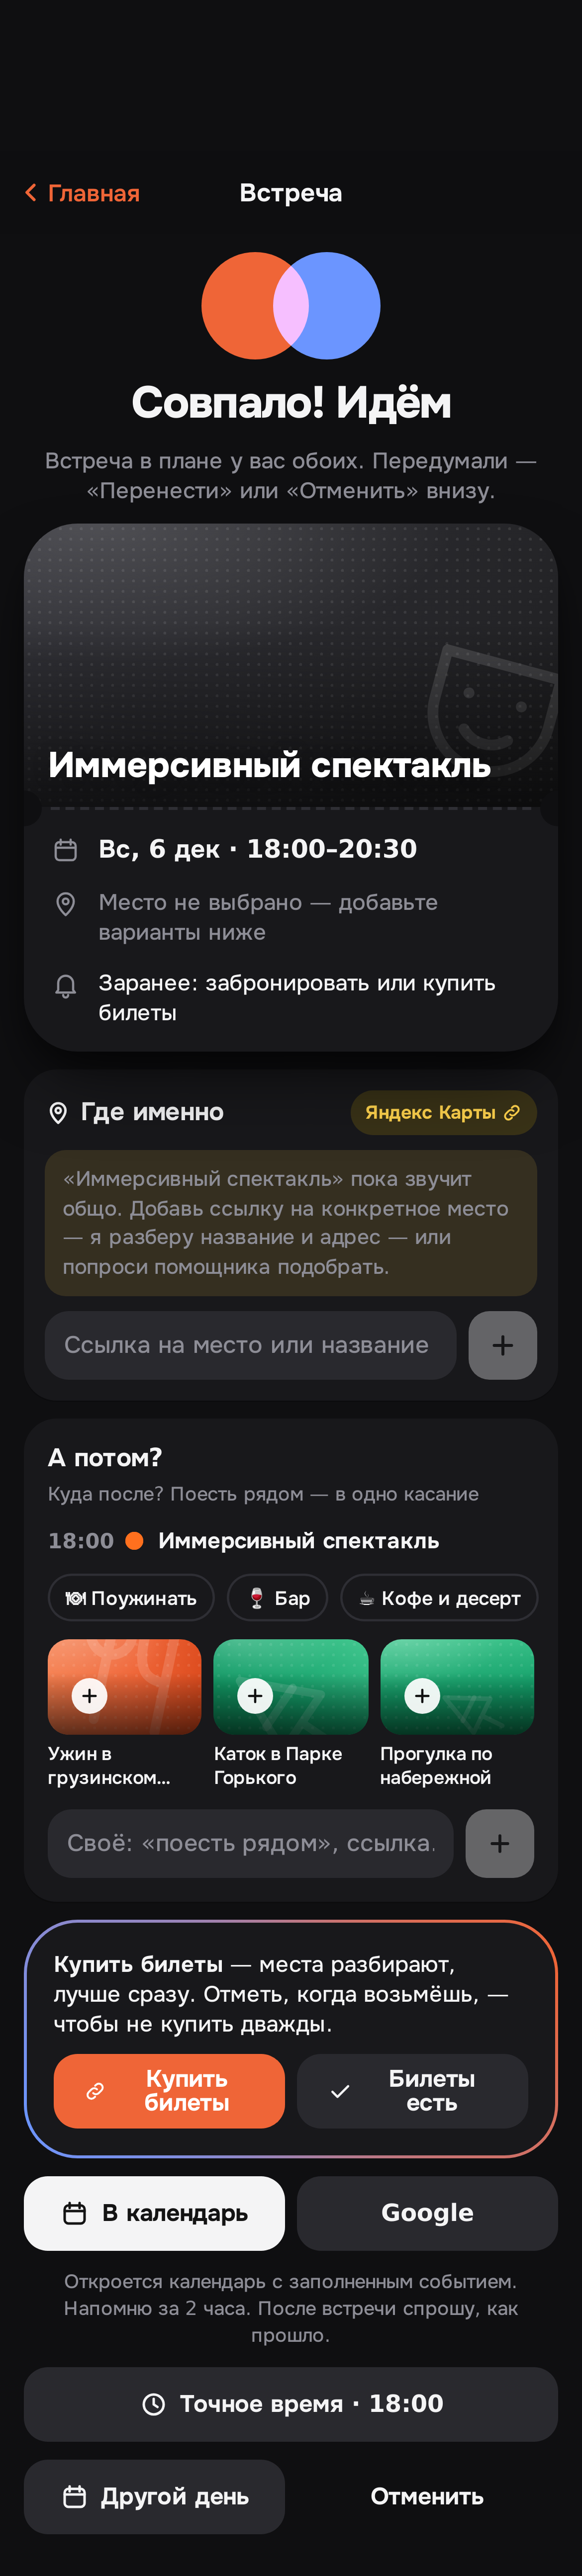 Главная
Встреча
Совпало! Идём
Встреча в плане у вас обоих. Передумали —
«Перенести» или «Отменить» внизу.
Иммерсивный спектакль
Вс, 6 дек · 18:00–20:30
Место не выбрано — добавьте
варианты ниже
Заранее: забронировать или купить
билеты
Где именно
Яндекс Карты
«Иммерсивный спектакль» пока звучит
общо. Добавь ссылку на конкретное место
— я разберу название и адрес — или
попроси помощника подобрать.
Ссылка на место или название
А потом?
Куда после? Поесть рядом — в одно касание
18:00 Иммерсивный спектакль
🍽 Поужинать
🍷 Бар
☕ Кофе и десерт
Ужин в
грузинском...
Каток в Парке
Горького
Прогулка по
набережной
Своё: «поесть рядом», ссылка.
Купить билеты — места разбирают,
лучше сразу. Отметь, когда возьмёшь, —
чтобы не купить дважды.
Купить
билеты
Билеты
есть
В календарь
Google
Откроется календарь с заполненным событием.
Напомню за 2 часа. После встречи спрошу, как
прошло.
Точное время · 18:00
Другой день
Отменить